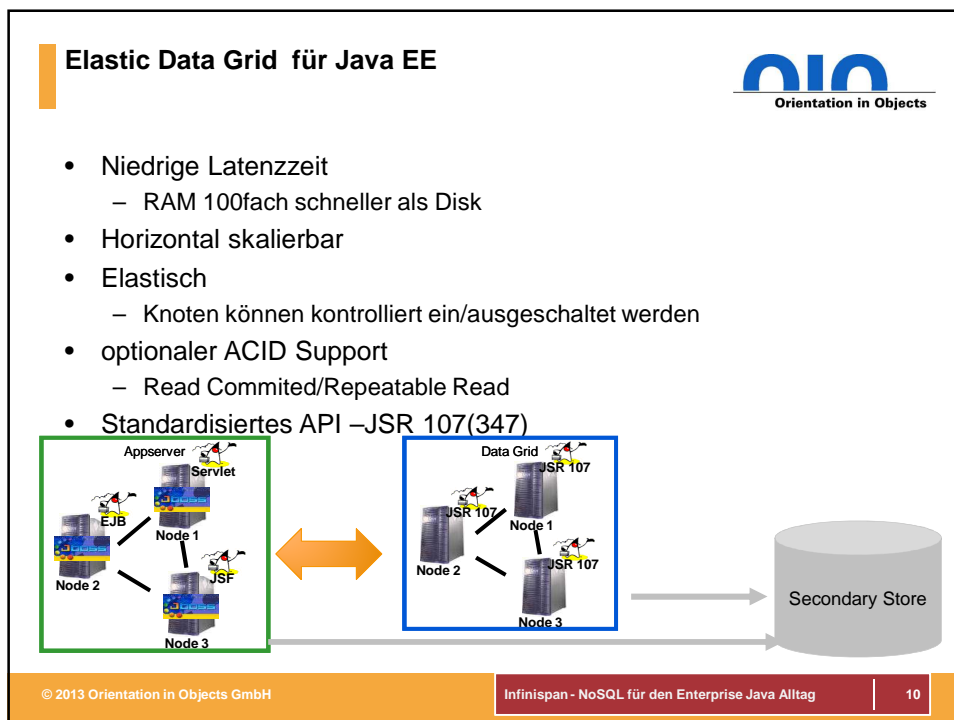 Elastic Data Grid für Java EE
Orientation in Objects
• Niedrige Latenzzeit
– RAM 100fach schneller als Disk
• Horizontal skalierbar
• Elastisch
– Knoten können kontrolliert ein/ausgeschaltet werden
• optionaler ACID Support
– Read Commited/Repeatable Read
• Standardisiertes API –JSR 107(347)
Appserver
Servlet
EJB
Node 1
Node 2
JSF
Node 3
Data Grid
JSR 107
JSR 107
Node 1
Node 2
JSR 107
Node 3
Secondary Store
© 2013 Orientation in Objects GmbH
Infinispan - NoSQL für den Enterprise Java Alltag
10